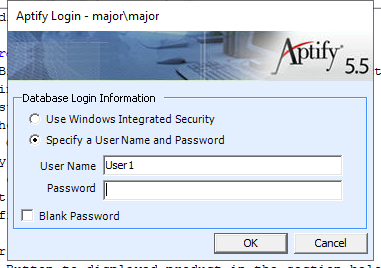 Aptify Login - major\major
Aptify 5.5
Database Login Information
Use Windows Integrated Security
Specify a User Name and Password
User Name User1
Password
Blank Password
OK Cancel